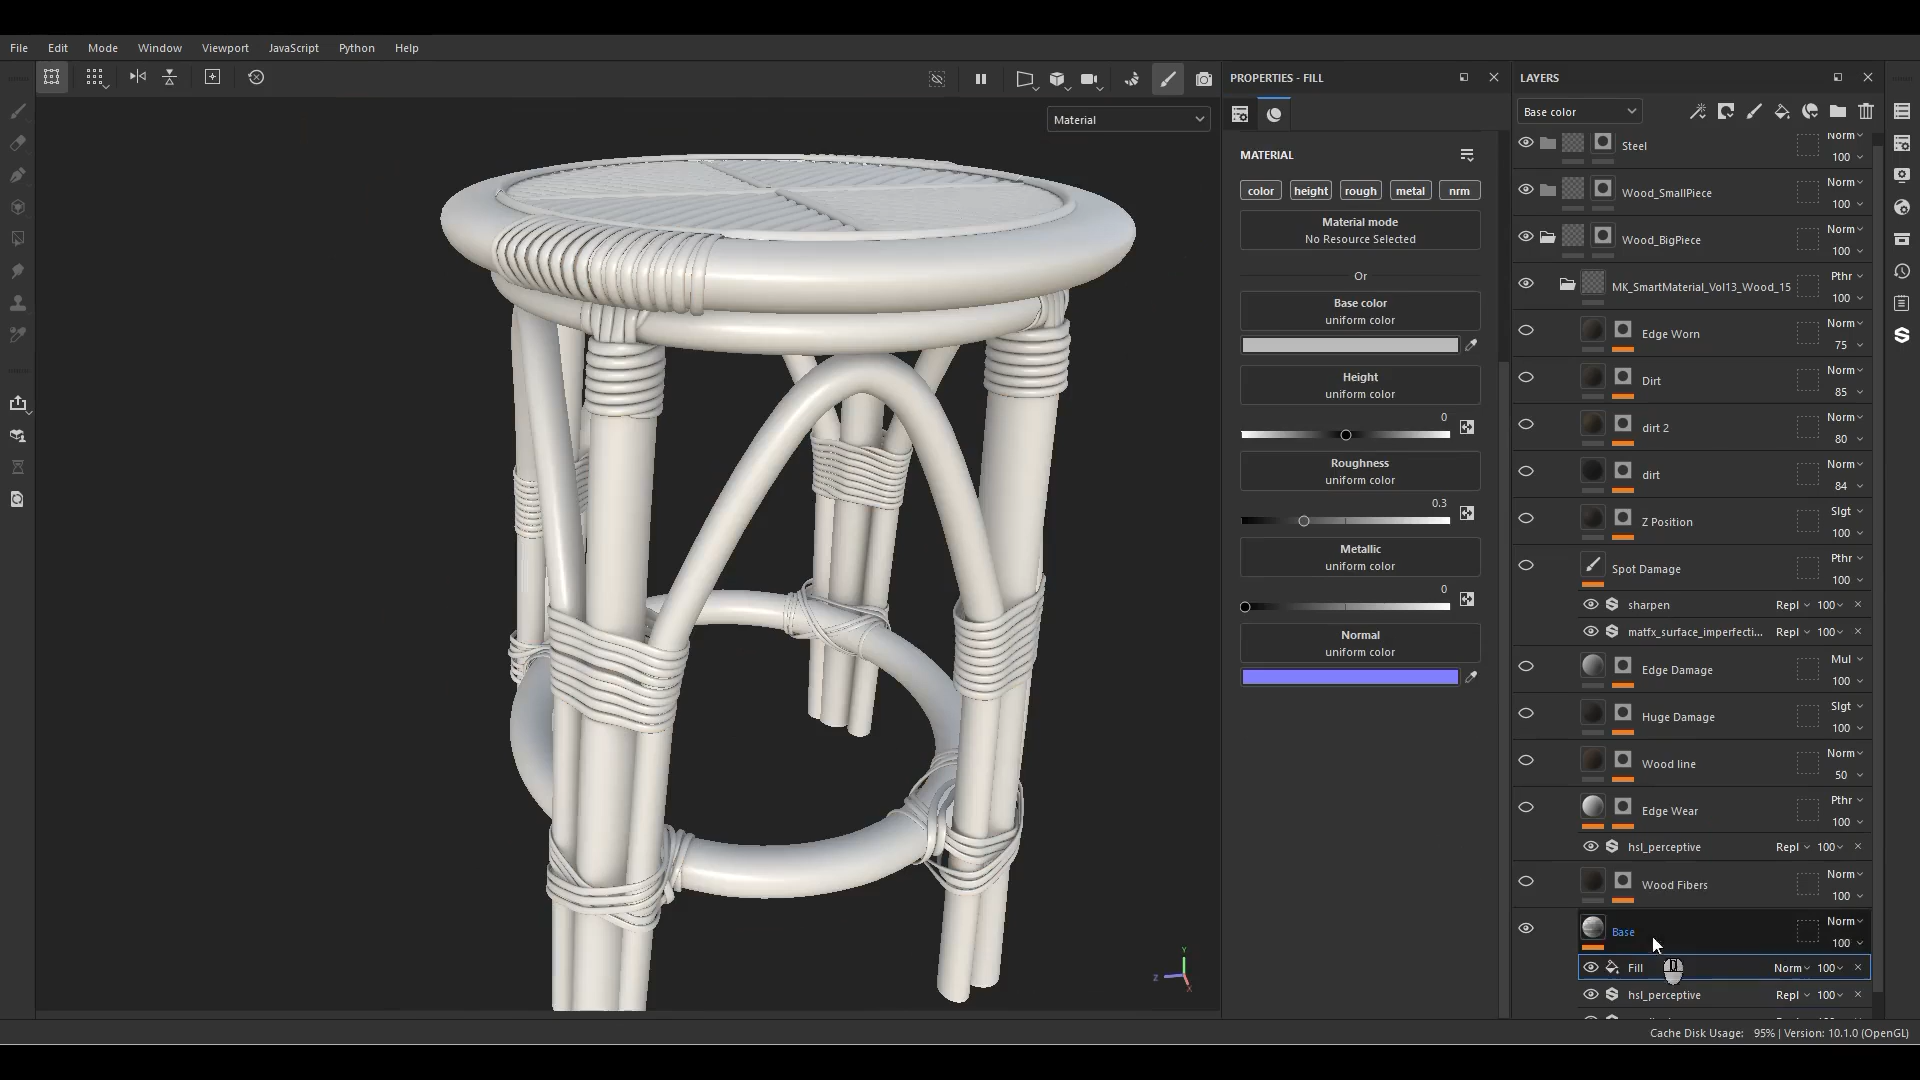 File Edit Mode Window Viewport JavaScript Python Help
Material
PROPERTIES - FILL
MATERIAL
color height rough metal nrm
Material mode
No Resource Selected
Or
Base color
uniform color
Height
uniform color
0
Roughness
uniform color
0.3
Metallic
uniform color
0
Normal
uniform color
LAYERS
Base color
Steel Norm
100
Wood_SmallPiece Norm
100
Wood_BigPiece Norm
100
MK_SmartMaterial_Vol13_Wood_15 Pthr
100
Edge Worn Norm
75
Dirt Norm
85
dirt 2 Norm
80
dirt Norm
84
Z Position Slgt
100
Spot Damage Pthr
100
sharpen Repl 100
matfx_surface_imperfecti... Repl 100
Edge Damage Mul
100
Huge Damage Slgt
100
Wood line Norm
50
Edge Wear Pthr
100
hsl_perceptive Repl 100
Wood Fibers Norm
100
Base Norm
100
Fill Norm 100
hsl_perceptive Repl 100
Y
Z
X
Cache Disk Usage: 95% | Version: 10.1.0 (OpenGL)